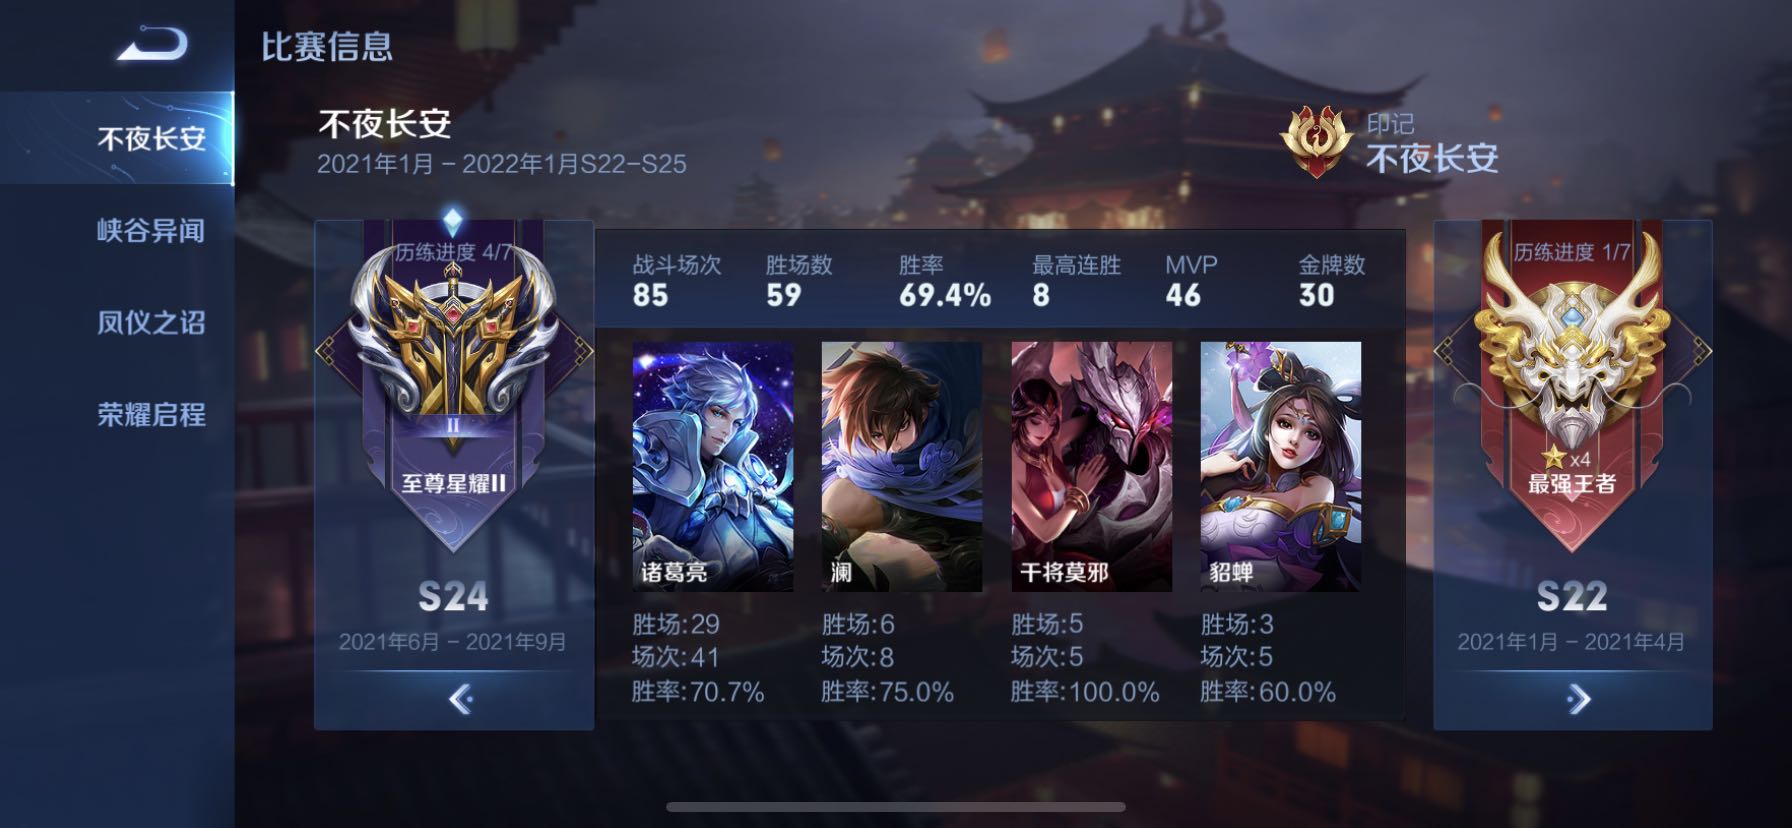 比赛信息
不夜长安
峡谷异闻
凤仪之诏
荣耀启程
不夜长安
2021年1月 – 2022年1月S22–S25
印记
不夜长安
历练进度 4/7
II
至尊星耀II
S24
2021年6月 – 2021年9月
战斗场次 胜场数 胜率 最高连胜 MVP 金牌数
85 59 69.4% 8 46 30
诸葛亮 澜 干将莫邪 貂蝉
胜场:29 胜场:6 胜场:5 胜场:3
场次:41 场次:8 场次:5 场次:5
胜率:70.7% 胜率:75.0% 胜率:100.0% 胜率:60.0%
历练进度 1/7
x4
最强王者
S22
2021年1月 – 2021年4月